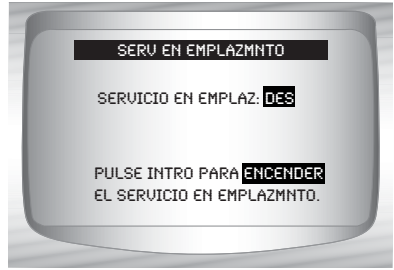 SERV EN EMPLAZMNTO
SERVICIO EN EMPLAZ: DES
PULSE INTRO PARA ENCENDER
EL SERVICIO EN EMPLAZMNTO.